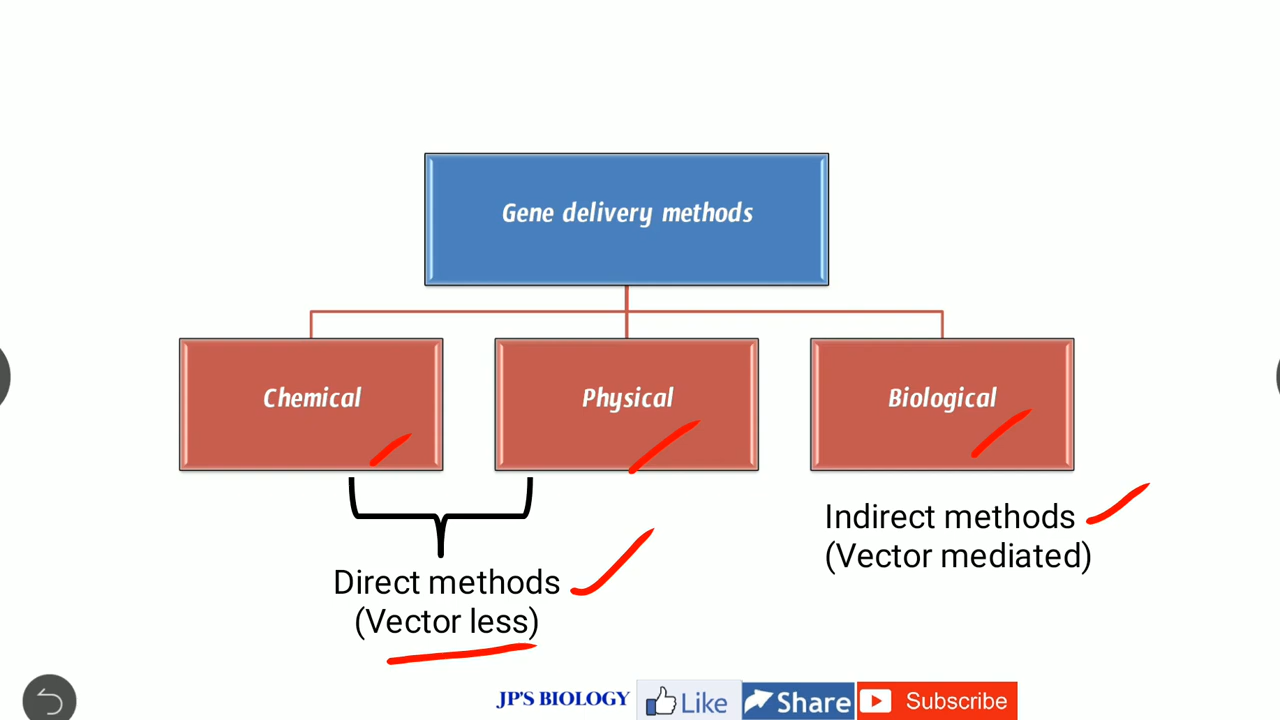 Gene delivery methods
Chemical
Physical
Biological
Indirect methods
(Vector mediated)
Direct methods
(Vector less)
JP'S BIOLOGY
Like
Share
Subscribe